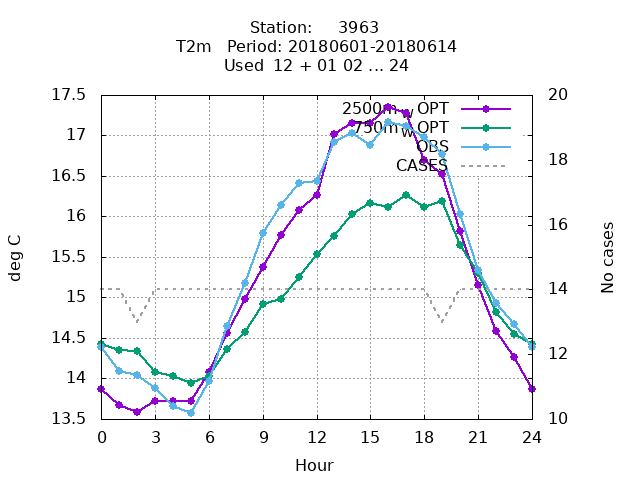 Station: 3963
T2m Period: 20180601-20180614
Used 12 + 01 02 ... 24
17.5
17
16.5
16
15.5
15
14.5
14
13.5
20
18
16
14
12
10
2500m_w OPT
750m_w OPT
OBS
CASES
deg C
No cases
0 3 6 9 12 15 18 21 24
Hour